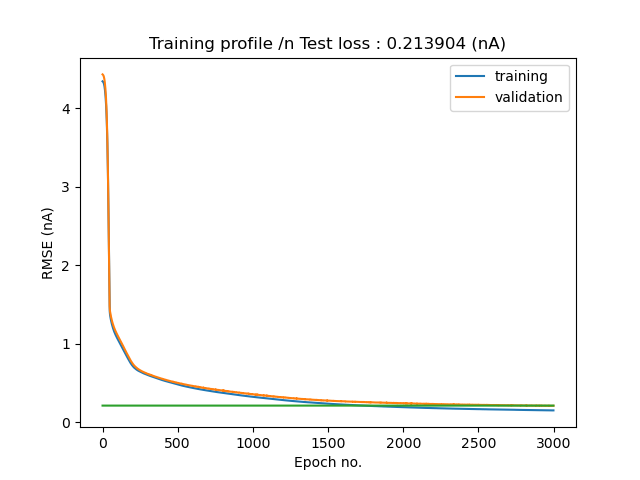 Training profile /n Test loss : 0.213904 (nA)
training
validation
RMSE (nA)
4
3
2
1
0
0 500 1000 1500 2000 2500 3000
Epoch no.